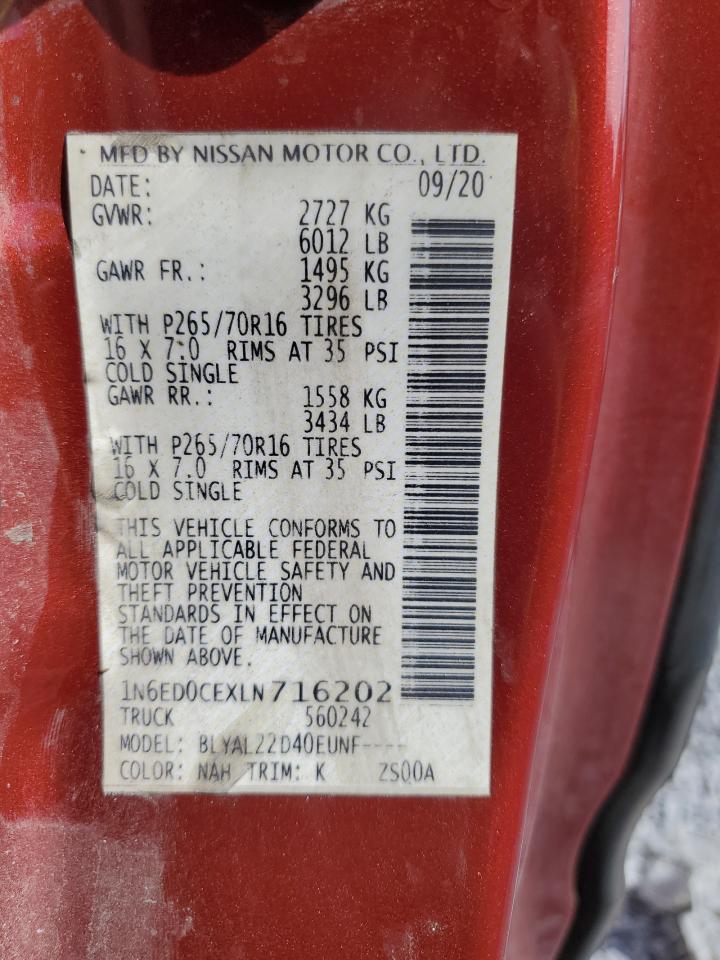 MFD BY NISSAN MOTOR CO., LTD.
DATE: 09/20
GVWR: 2727 KG
6012 LB
GAWR FR.: 1495 KG
3296 LB
WITH P265/70R16 TIRES
16 X 7.0 RIMS AT 35 PSI
COLD SINGLE
GAWR RR.: 1558 KG
3434 LB
WITH P265/70R16 TIRES
16 X 7.0 RIMS AT 35 PSI
COLD SINGLE
THIS VEHICLE CONFORMS TO
ALL APPLICABLE FEDERAL
MOTOR VEHICLE SAFETY AND
THEFT PREVENTION
STANDARDS IN EFFECT ON
THE DATE OF MANUFACTURE
SHOWN ABOVE.
1N6ED0CEXLN716202
TRUCK 560242
MODEL: BLYAL22D40EUNF----
COLOR: NAH TRIM: K ZS00A